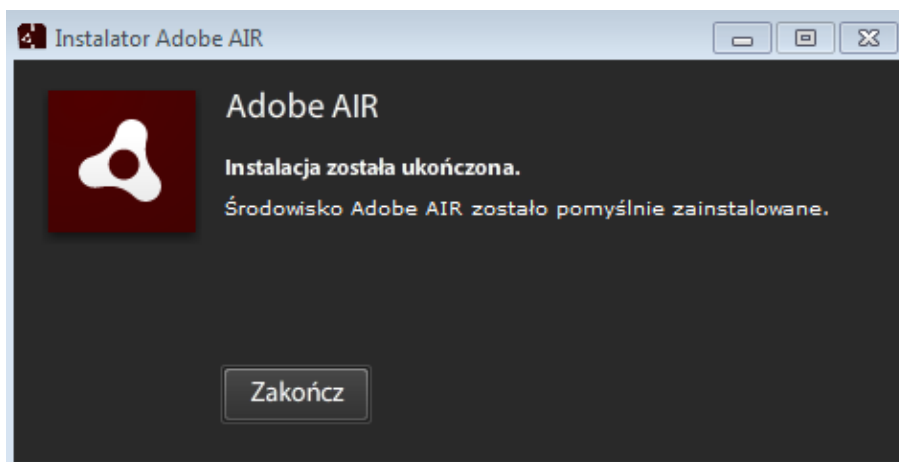 Instalator Adobe AIR
Adobe AIR
Instalacja została ukończona.
Środowisko Adobe AIR zostało pomyślnie zainstalowane.
Zakończ